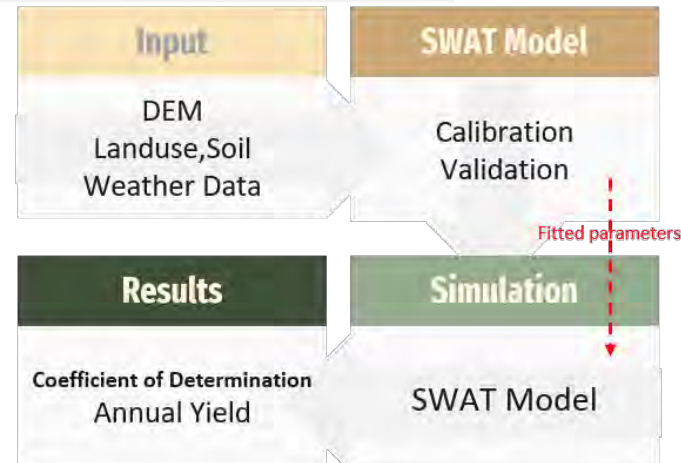 Input
DEM
Landuse,Soil
Weather Data
SWAT Model
Calibration
Validation
Fitted parameters
Results
Coefficient of Determination
Annual Yield
Simulation
SWAT Model